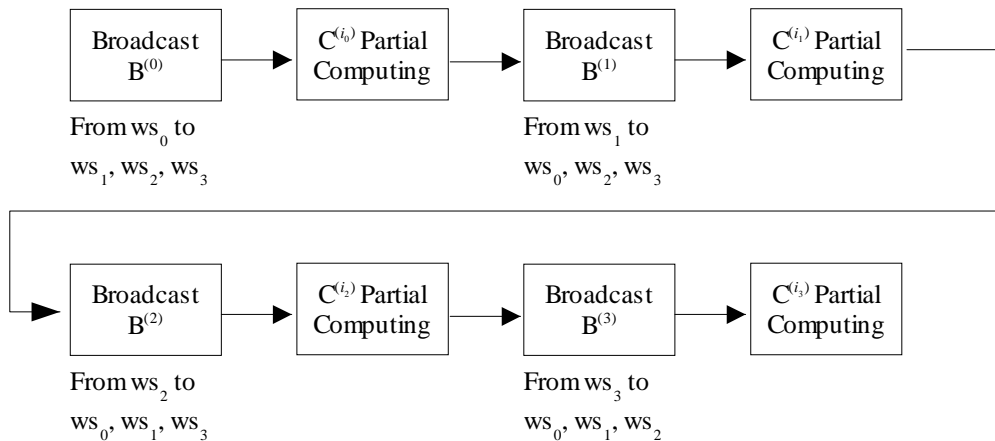 Broadcast
B⁽⁰⁾
C⁽ⁱ₀⁾ Partial
Computing
Broadcast
B⁽¹⁾
C⁽ⁱ₁⁾ Partial
Computing
From ws₀ to
ws₁, ws₂, ws₃
From ws₁ to
ws₀, ws₂, ws₃
Broadcast
B⁽²⁾
C⁽ⁱ₂⁾ Partial
Computing
Broadcast
B⁽³⁾
C⁽ⁱ₃⁾ Partial
Computing
From ws₂ to
ws₀, ws₁, ws₃
From ws₃ to
ws₀, ws₁, ws₂